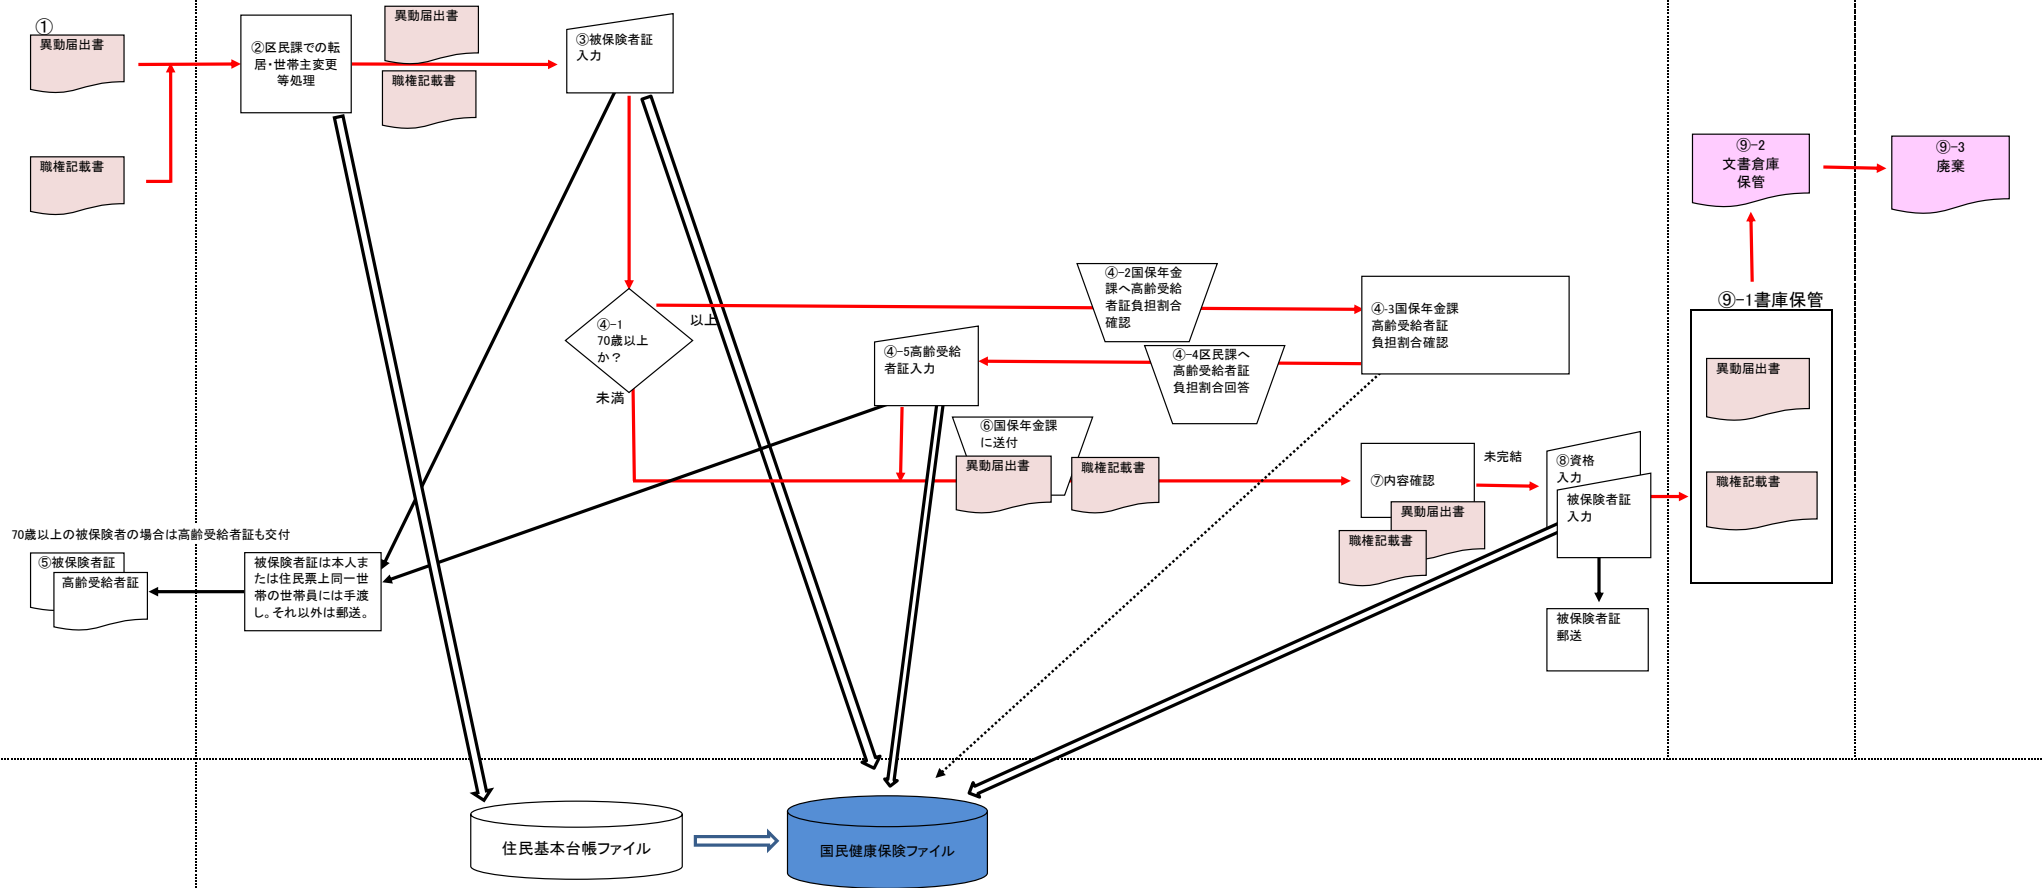 ①
異動届出書
職権記載書
②区民課での転
居・世帯主変更
等処理
異動届出書
職権記載書
③被保険者証
入力
④-1
70歳以上
か？
以上
未満
④-2国保年金
課へ高齢受給
者証負担割合
確認
④-3国保年金課
高齢受給者証
負担割合確認
④-4区民課へ
高齢受給者証
負担割合回答
④-5高齢受給
者証入力
70歳以上の被保険者の場合は高齢受給者証も交付
⑤被保険者証
高齢受給者証
被保険者証は本人ま
たは住民票上同一世
帯の世帯員には手渡
し。それ以外は郵送。
⑥国保年金課
に送付
異動届出書
職権記載書
⑦内容確認
異動届出書
職権記載書
未完結
⑧資格
入力
被保険者証
入力
被保険者証
郵送
⑨-1書庫保管
異動届出書
職権記載書
⑨-2
文書倉庫
保管
⑨-3
廃棄
住民基本台帳ファイル
国民健康保険ファイル